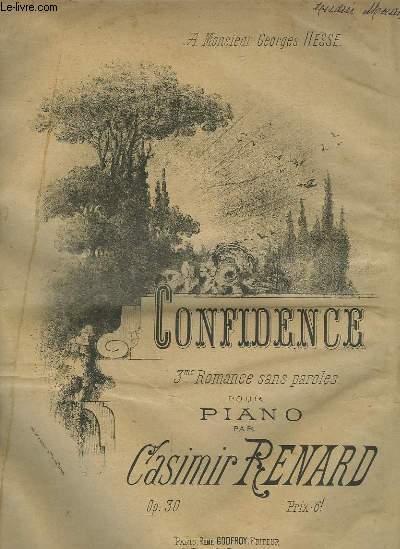 Le-livre.com
A Monsieur Georges HESSE.
CONFIDENCE
3me Romance sans paroles
POUR
PIANO
PAR
Casimir RENARD
Op. 30 Prix: 6f
PARIS, RENÉ GODFROY, EDITEUR